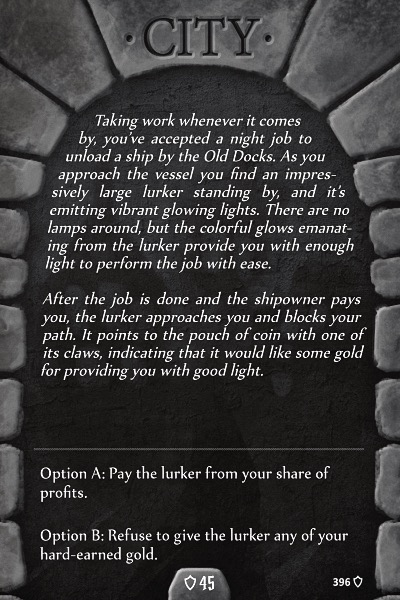 ·CITY·
Taking work whenever it comes
by, you've accepted a night job to
unload a ship by the Old Docks. As you
approach the vessel you find an impres-
sively large lurker standing by, and it's
emitting vibrant glowing lights. There are no
lamps around, but the colorful glows emanat-
ing from the lurker provide you with enough
light to perform the job with ease.
After the job is done and the shipowner pays
you, the lurker approaches you and blocks your
path. It points to the pouch of coin with one of
its claws, indicating that it would like some gold
for providing you with good light.
Option A: Pay the lurker from your share of
profits.
Option B: Refuse to give the lurker any of your
hard-earned gold.
45
396